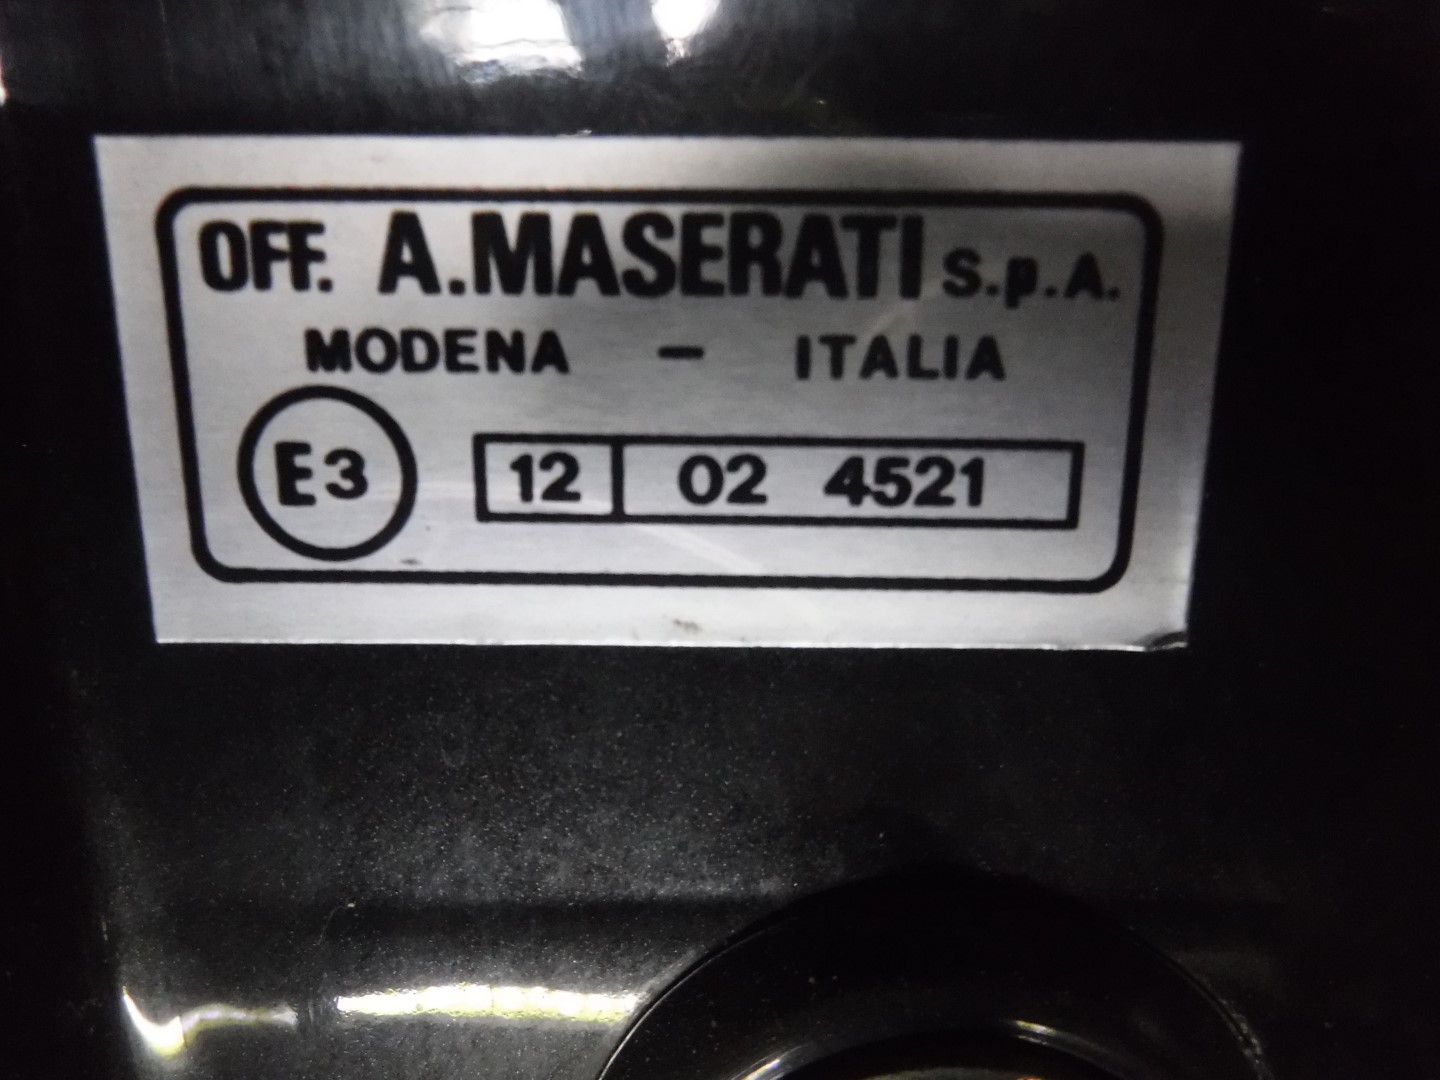 OFF. A.MASERATI S.p.A.
MODENA - ITALIA
E3 12 02 4521